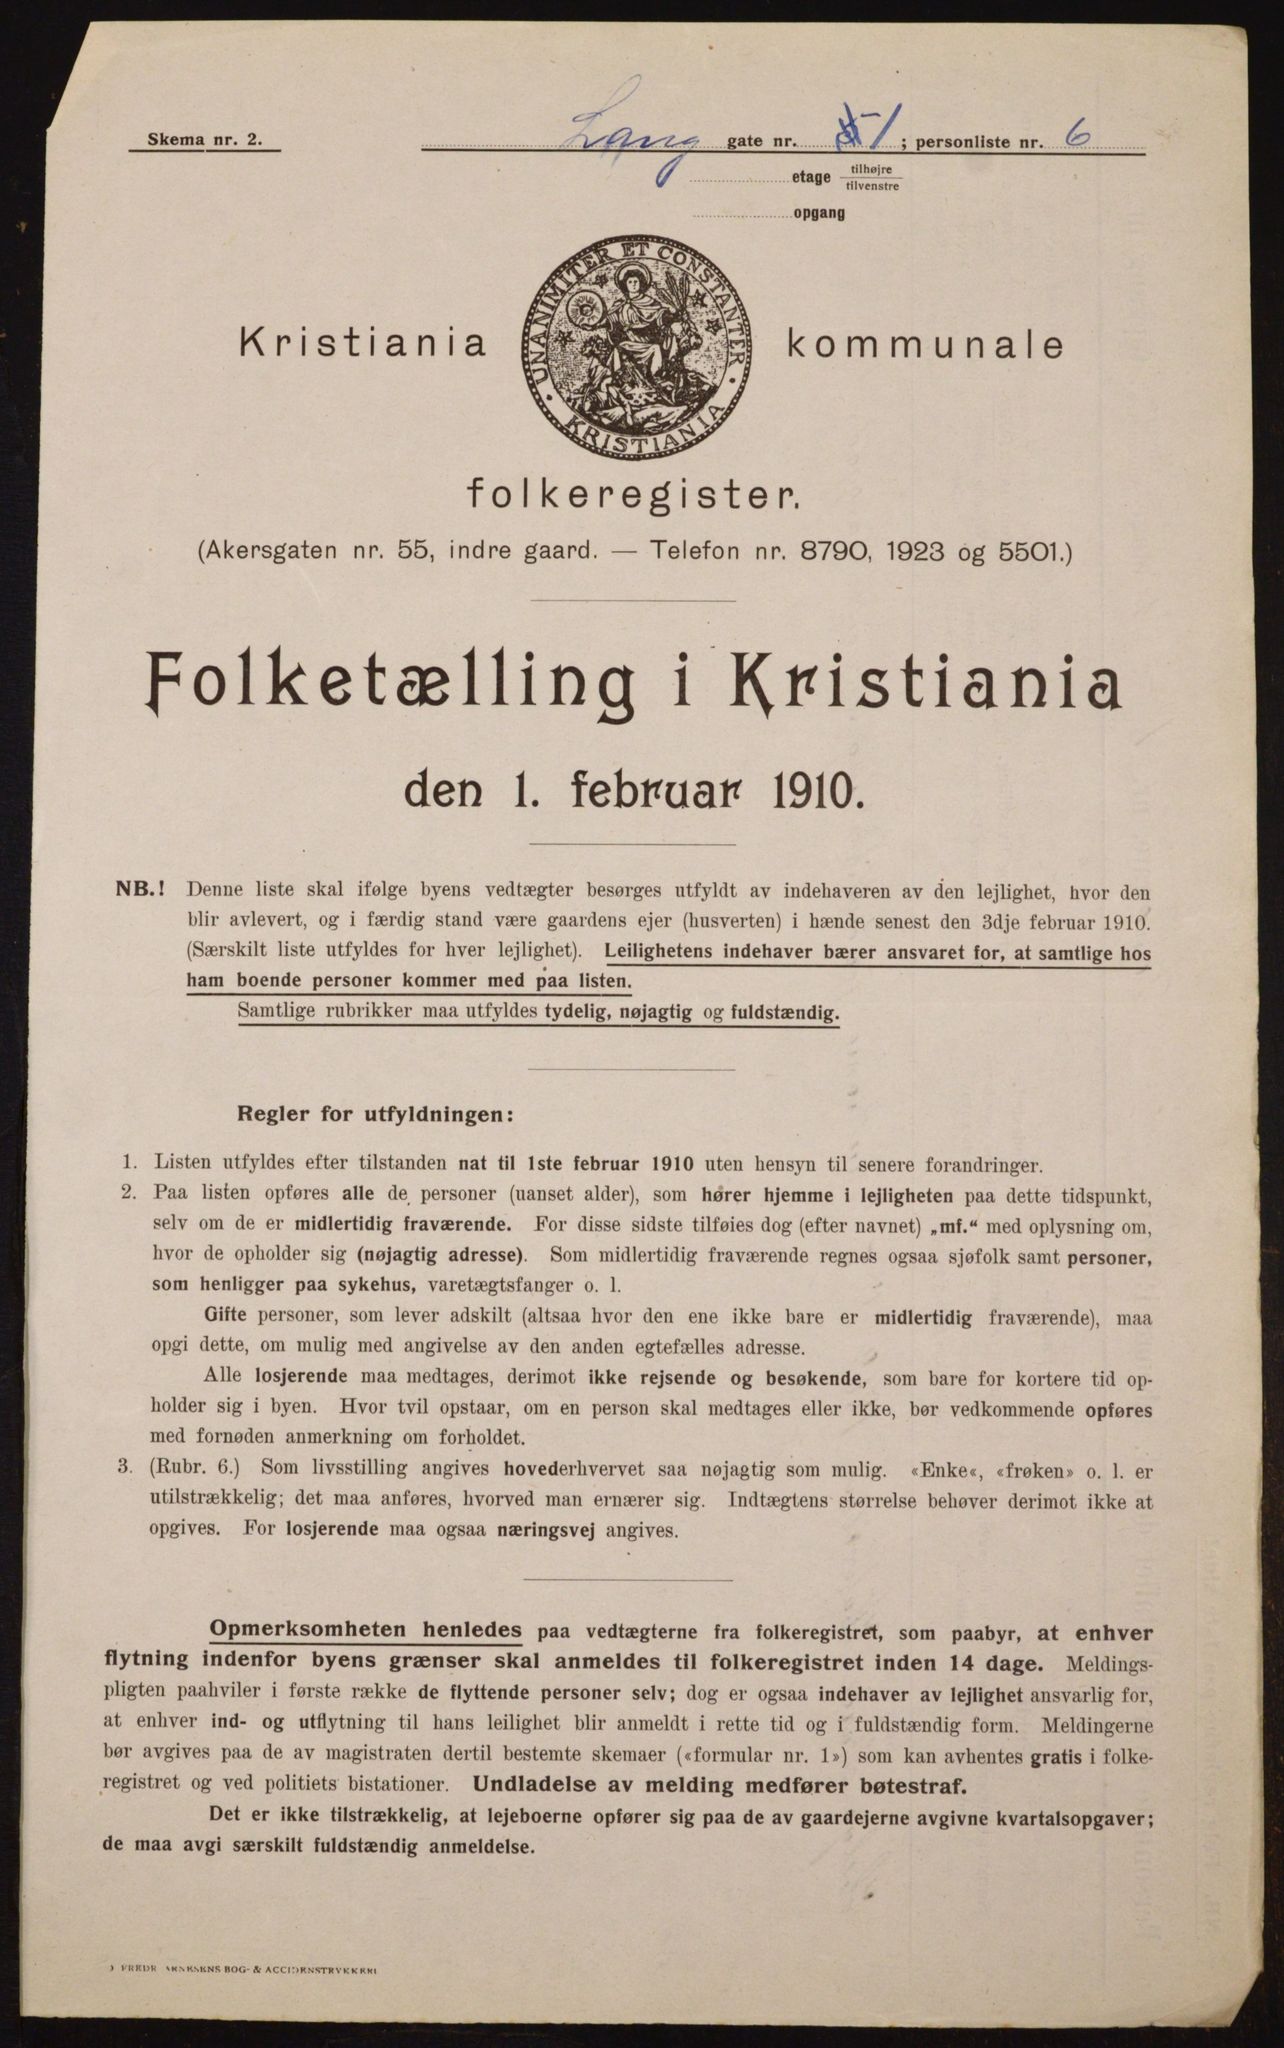 Skema nr. 2.
Lang gate nr. 51; personliste nr. 6
etage tilhøjre
tilvenstre
opgang
UNANIMITER ET CONSTANTER
KRISTIANIA
Kristiania kommunale
folkeregister.
(Akersgaten nr. 55, indre gaard. — Telefon nr. 8790, 1923 og 5501.)
Folketælling i Kristiania
den 1. februar 1910.
NB.! Denne liste skal ifølge byens vedtægter besørges utfyldt av indehaveren av den lejlighet, hvor den
blir avlevert, og i færdig stand være gaardens ejer (husverten) i hænde senest den 3dje februar 1910.
(Særskilt liste utfyldes for hver lejlighet). Leilighetens indehaver bærer ansvaret for, at samtlige hos
ham boende personer kommer med paa listen.
Samtlige rubrikker maa utfyldes tydelig, nøjagtig og fuldstændig.
Regler for utfyldningen:
1. Listen utfyldes efter tilstanden nat til 1ste februar 1910 uten hensyn til senere forandringer.
2. Paa listen opføres alle de personer (uanset alder), som hører hjemme i lejligheten paa dette tidspunkt,
selv om de er midlertidig fraværende. For disse sidste tilføies dog (efter navnet) „mf.“ med oplysning om,
hvor de opholder sig (nøjagtig adresse). Som midlertidig fraværende regnes ogsaa sjøfolk samt personer,
som henligger paa sykehus, varetægtsfanger o. l.
Gifte personer, som lever adskilt (altsaa hvor den ene ikke bare er midlertidig fraværende), maa
opgi dette, om mulig med angivelse av den anden egtefælles adresse.
Alle losjerende maa medtages, derimot ikke rejsende og besøkende, som bare for kortere tid op-
holder sig i byen. Hvor tvil opstaar, om en person skal medtages eller ikke, bør vedkommende opføres
med fornøden anmerkning om forholdet.
3. (Rubr. 6.) Som livsstilling angives hovederhvervet saa nøjagtig som mulig. «Enke«, «frøken» o. l. er
utilstrækkelig; det maa anføres, hvorved man ernærer sig. Indtægtens størrelse behøver derimot ikke at
opgives. For losjerende maa ogsaa næringsvej angives.
Opmerksomheten henledes paa vedtægterne fra folkeregistret, som paabyr, at enhver
flytning indenfor byens grænser skal anmeldes til folkeregistret inden 14 dage. Meldings-
pligten paahviler i første række de flyttende personer selv; dog er ogsaa indehaver av lejlighet ansvarlig for,
at enhver ind- og utflytning til hans leilighet blir anmeldt i rette tid og i fuldstændig form. Meldingerne
bør avgives paa de av magistraten dertil bestemte skemaer («formular nr. 1») som kan avhentes gratis i folke-
registret og ved politiets bistationer. Undladelse av melding medfører bøtestraf.
Det er ikke tilstrækkelig, at lejeboerne opfører sig paa de av gaardejerne avgivne kvartalsopgaver;
de maa avgi særskilt fuldstændig anmeldelse.
BOG- & ACCIDENSTRYKKERI